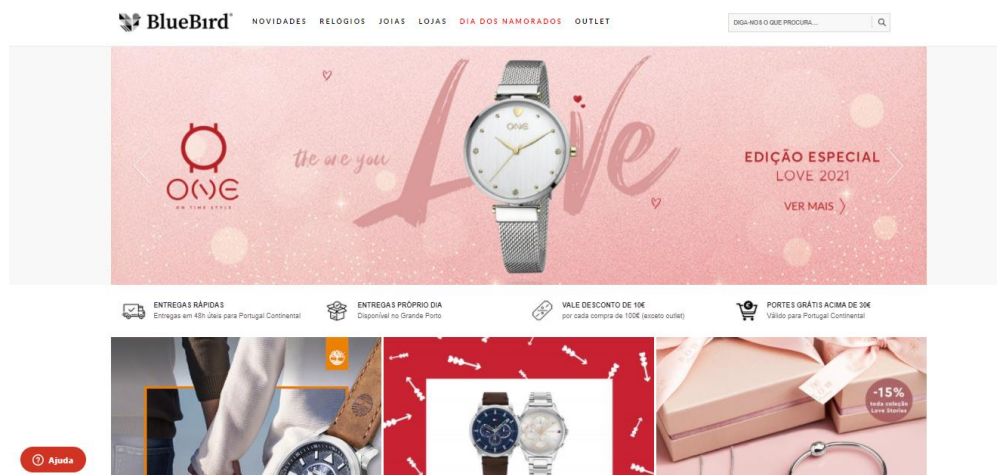 BlueBird
NOVIDADES RELÓGIOS JOIAS LOJAS DIA DOS NAMORADOS OUTLET
DIGA-NOS O QUE PROCURA...
ONE
ON TIME STYLE
the one you
Love
ONE
EDIÇÃO ESPECIAL
LOVE 2021
VER MAIS
ENTREGAS RÁPIDAS
Entregas em 48h úteis para Portugal Continental
ENTREGAS PRÓPRIO DIA
Disponível no Grande Porto
VALE DESCONTO DE 10€
por cada compra de 100€ (exceto outlet)
PORTES GRÁTIS ACIMA DE 30€
Válido para Portugal Continental
-15%
toda coleção
Love Stories
Ajuda